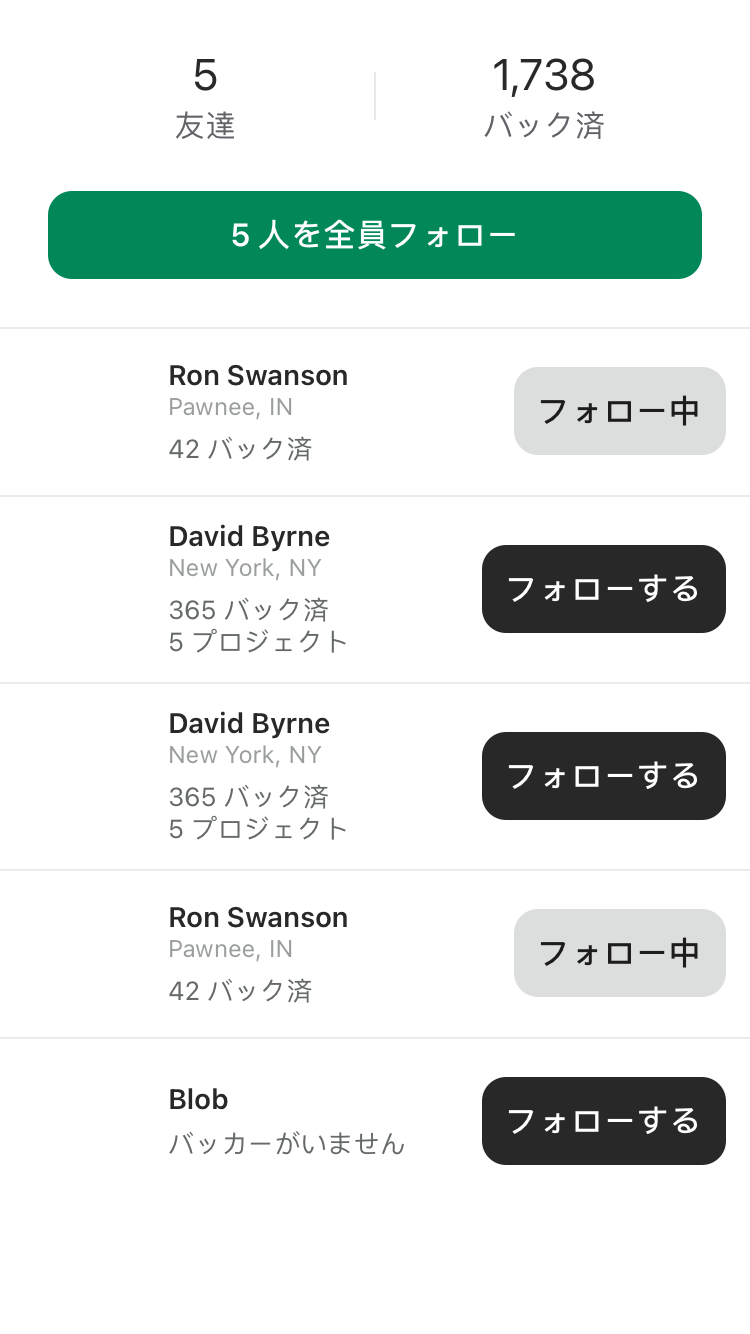 5
友達
1,738
バック済
5 人を全員フォロー
Ron Swanson
Pawnee, IN
42 バック済
フォロー中
David Byrne
New York, NY
365 バック済
5 プロジェクト
フォローする
David Byrne
New York, NY
365 バック済
5 プロジェクト
フォローする
Ron Swanson
Pawnee, IN
42 バック済
フォロー中
Blob
バッカーがいません
フォローする